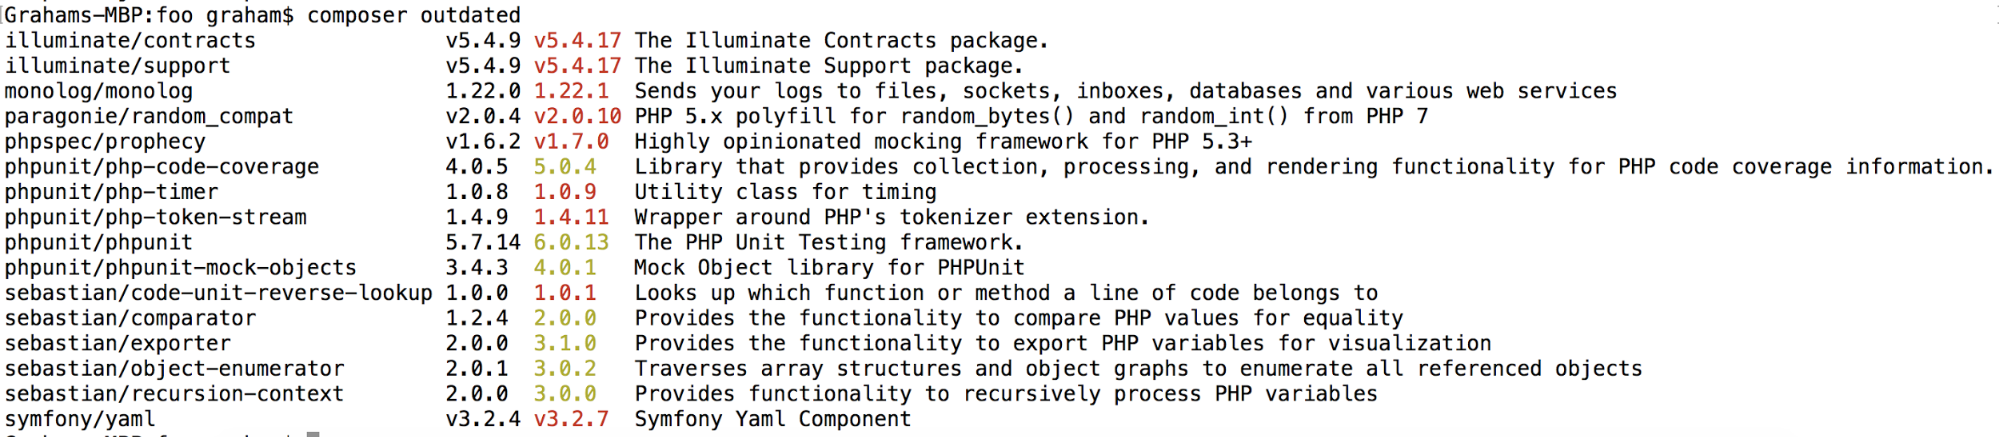 Grahams-MBP:foo graham$ composer outdated
illuminate/contracts v5.4.9 v5.4.17 The Illuminate Contracts package.
illuminate/support v5.4.9 v5.4.17 The Illuminate Support package.
monolog/monolog 1.22.0 1.22.1 Sends your logs to files, sockets, inboxes, databases and various web services
paragonie/random_compat v2.0.4 v2.0.10 PHP 5.x polyfill for random_bytes() and random_int() from PHP 7
phpspec/prophecy v1.6.2 v1.7.0 Highly opinionated mocking framework for PHP 5.3+
phpunit/php-code-coverage 4.0.5 5.0.4 Library that provides collection, processing, and rendering functionality for PHP code coverage information.
phpunit/php-timer 1.0.8 1.0.9 Utility class for timing
phpunit/php-token-stream 1.4.9 1.4.11 Wrapper around PHP's tokenizer extension.
phpunit/phpunit 5.7.14 6.0.13 The PHP Unit Testing framework.
phpunit/phpunit-mock-objects 3.4.3 4.0.1 Mock Object library for PHPUnit
sebastian/code-unit-reverse-lookup 1.0.0 1.0.1 Looks up which function or method a line of code belongs to
sebastian/comparator 1.2.4 2.0.0 Provides the functionality to compare PHP values for equality
sebastian/exporter 2.0.0 3.1.0 Provides the functionality to export PHP variables for visualization
sebastian/object-enumerator 2.0.1 3.0.2 Traverses array structures and object graphs to enumerate all referenced objects
sebastian/recursion-context 2.0.0 3.0.0 Provides functionality to recursively process PHP variables
symfony/yaml v3.2.4 v3.2.7 Symfony Yaml Component